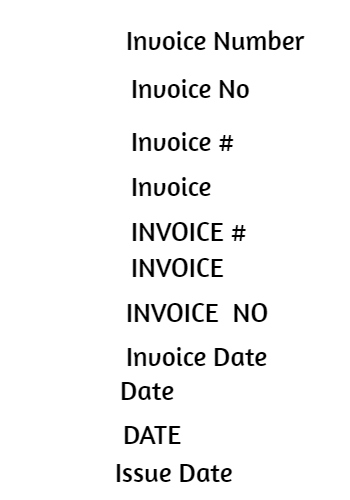 Invoice Number
Invoice No
Invoice #
Invoice
INVOICE #
INVOICE
INVOICE  NO
Invoice Date
Date
DATE
Issue Date